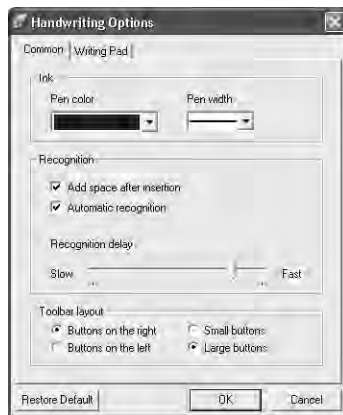 Handwriting Options
Common Writing Pad
Ink
Pen color Pen width
Recognition
Add space after insertion
Automatic recognition
Recognition delay
Slow Fast
Toolbar layout
Buttons on the right Small buttons
Buttons on the left Large buttons
Restore Default OK Cancel